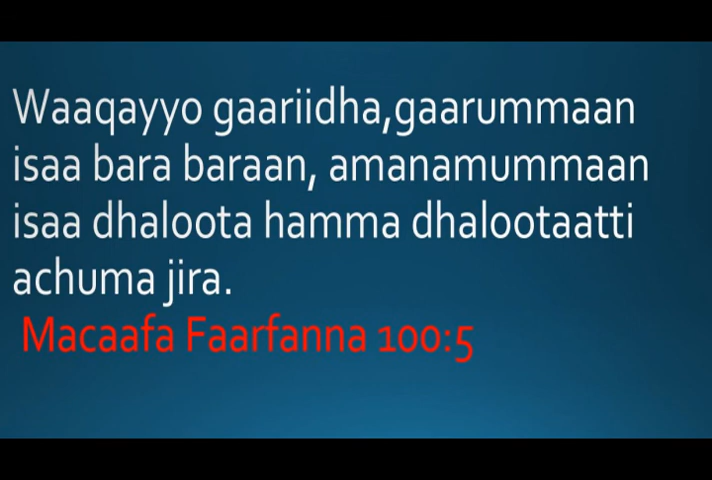 Waaqayyo gaariidha,gaarummaan
isaa bara baraan, amanamummaan
isaa dhaloota hamma dhalootaatti
achuma jira.
Macaafa Faarfanna 100:5